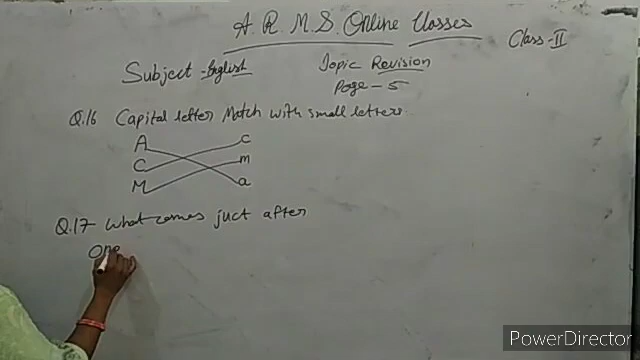 A. R. M. S. Online Classes
Class-II
Subject - English
Topic Revision
Page - 5
Q.16 Capital letter Match with small letters.
A c
C m
M a
Q.17 What comes just after
One
PowerDirector